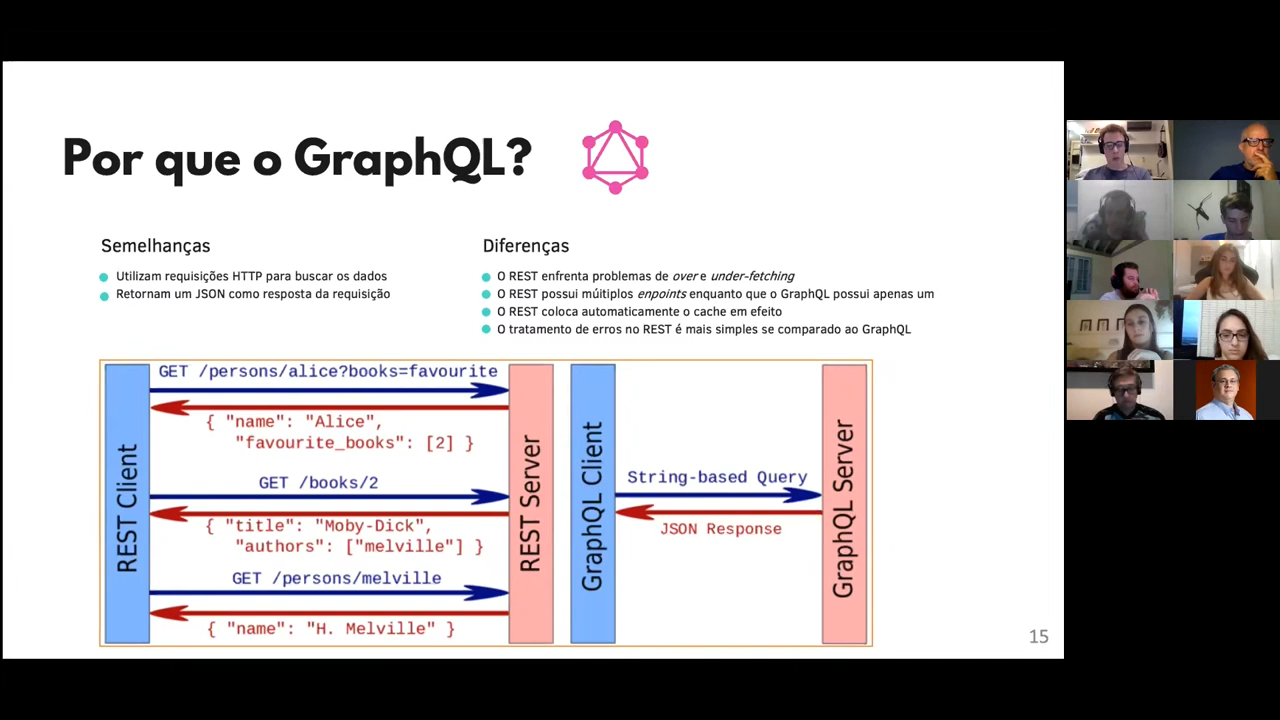 Por que o GraphQL?
Semelhanças
Utilizam requisições HTTP para buscar os dados
Retornam um JSON como resposta da requisição
Diferenças
O REST enfrenta problemas de over e under-fetching
O REST possui múitiplos enpoints enquanto que o GraphQL possui apenas um
O REST coloca automaticamente o cache em efeito
O tratamento de erros no REST é mais simples se comparado ao GraphQL
REST Client
GET /persons/alice?books=favourite
{ "name": "Alice",
"favourite_books": [2] }
GET /books/2
{ "title": "Moby-Dick",
"authors": ["melville"] }
GET /persons/melville
{ "name": "H. Melville" }
REST Server
GraphQL Client
String-based Query
JSON Response
GraphQL Server
15